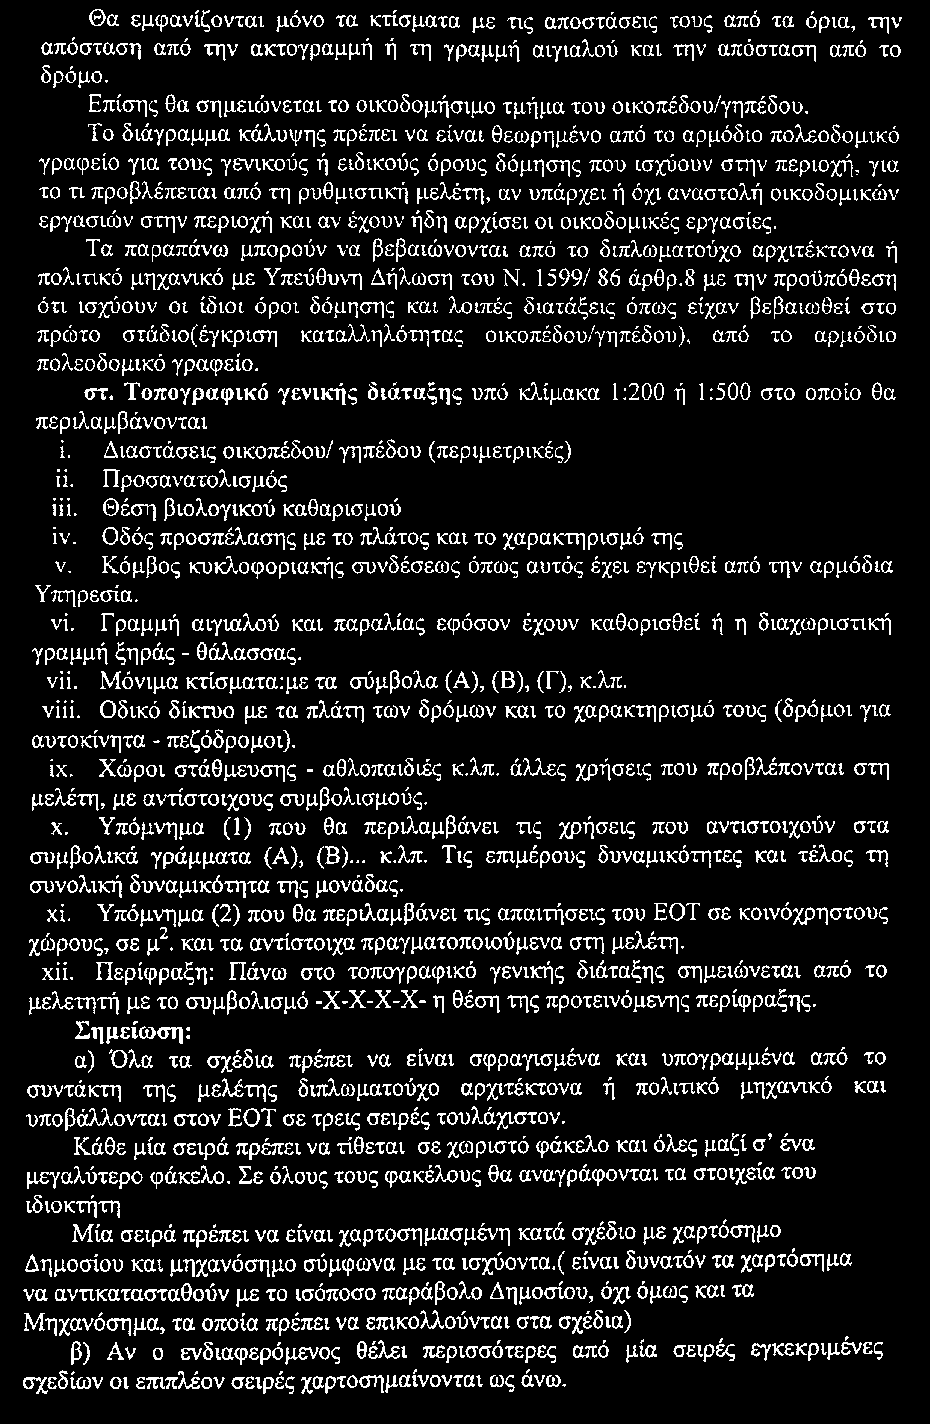 Θα εμφανίζονται μόνο τα κτίσματα με τις αποστάσεις τους από τα όρια, την
απόσταση από την ακτογραμμή ή τη γραμμή αιγιαλού και την απόσταση από το
δρόμο.
Επίσης θα σημειώνεται το οικοδομήσιμο τμήμα του οικοπέδου/γηπέδου.
Το διάγραμμα κάλυψης πρέπει να είναι θεωρημένο από το αρμόδιο πολεοδομικό
γραφείο για τους γενικούς ή ειδικούς όρους δόμησης που ισχύουν στην περιοχή, για
το τι προβλέπεται από τη ρυθμιστική μελέτη, αν υπάρχει ή όχι αναστολή οικοδομικών
εργασιών στην περιοχή και αν έχουν ήδη αρχίσει οι οικοδομικές εργασίες.
Τα παραπάνω μπορούν να βεβαιώνονται από το διπλωματούχο αρχιτέκτονα ή
πολιτικό μηχανικό με Υπεύθυνη Δήλωση του Ν. 1599/ 86 άρθρ.8 με την προϋπόθεση
ότι ισχύουν οι ίδιοι όροι δόμησης και λοιπές διατάξεις όπως είχαν βεβαιωθεί στο
πρώτο στάδιο(έγκριση καταλληλότητας οικοπέδου/γηπέδου), από το αρμόδιο
πολεοδομικό γραφείο.
στ. Τοπογραφικό γενικής διάταξης υπό κλίμακα 1:200 ή 1:500 στο οποίο θα
περιλαμβάνονται
i. Διαστάσεις οικοπέδου/ γηπέδου (περιμετρικές)
ii. Προσανατολισμός
iii. Θέση βιολογικού καθαρισμού
iv. Οδός προσπέλασης με το πλάτος και το χαρακτηρισμό της
v. Κόμβος κυκλοφοριακής συνδέσεως όπως αυτός έχει εγκριθεί από την αρμόδια
Υπηρεσία.
vi. Γραμμή αιγιαλού και παραλίας εφόσον έχουν καθορισθεί ή η διαχωριστική
γραμμή ξηράς - θάλασσας.
vii. Μόνιμα κτίσματα:με τα σύμβολα (Α), (Β), (Γ), κ.λπ.
viii. Οδικό δίκτυο με τα πλάτη των δρόμων και το χαρακτηρισμό τους (δρόμοι για
αυτοκίνητα - πεζόδρομοι).
ix. Χώροι στάθμευσης - αθλοπαιδιές κ.λπ. άλλες χρήσεις που προβλέπονται στη
μελέτη, με αντίστοιχους συμβολισμούς.
x. Υπόμνημα (1) που θα περιλαμβάνει τις χρήσεις που αντιστοιχούν στα
συμβολικά γράμματα (Α), (Β)... κ.λπ. Τις επιμέρους δυναμικότητες και τέλος τη
συνολική δυναμικότητα της μονάδας.
xi. Υπόμνημα (2) που θα περιλαμβάνει τις απαιτήσεις του ΕΟΤ σε κοινόχρηστους
χώρους, σε μ². και τα αντίστοιχα πραγματοποιούμενα στη μελέτη.
xii. Περίφραξη: Πάνω στο τοπογραφικό γενικής διάταξης σημειώνεται από το
μελετητή με το συμβολισμό -Χ-Χ-Χ-Χ- η θέση της προτεινόμενης περίφραξης.
Σημείωση:
α) Όλα τα σχέδια πρέπει να είναι σφραγισμένα και υπογραμμένα από το
συντάκτη της μελέτης διπλωματούχο αρχιτέκτονα ή πολιτικό μηχανικό και
υποβάλλονται στον ΕΟΤ σε τρεις σειρές τουλάχιστον.
Κάθε μία σειρά πρέπει να τίθεται σε χωριστό φάκελο και όλες μαζί σ' ένα
μεγαλύτερο φάκελο. Σε όλους τους φακέλους θα αναγράφονται τα στοιχεία του
ιδιοκτήτη
Μία σειρά πρέπει να είναι χαρτοσημασμένη κατά σχέδιο με χαρτόσημο
Δημοσίου και μηχανόσημο σύμφωνα με τα ισχύοντα.( είναι δυνατόν τα χαρτόσημα
να αντικατασταθούν με το ισόποσο παράβολο Δημοσίου, όχι όμως και τα
Μηχανόσημα, τα οποία πρέπει να επικολλούνται στα σχέδια)
β) Αν ο ενδιαφερόμενος θέλει περισσότερες από μία σειρές εγκεκριμένες
σχεδίων οι επιπλέον σειρές χαρτοσημαίνονται ως άνω.